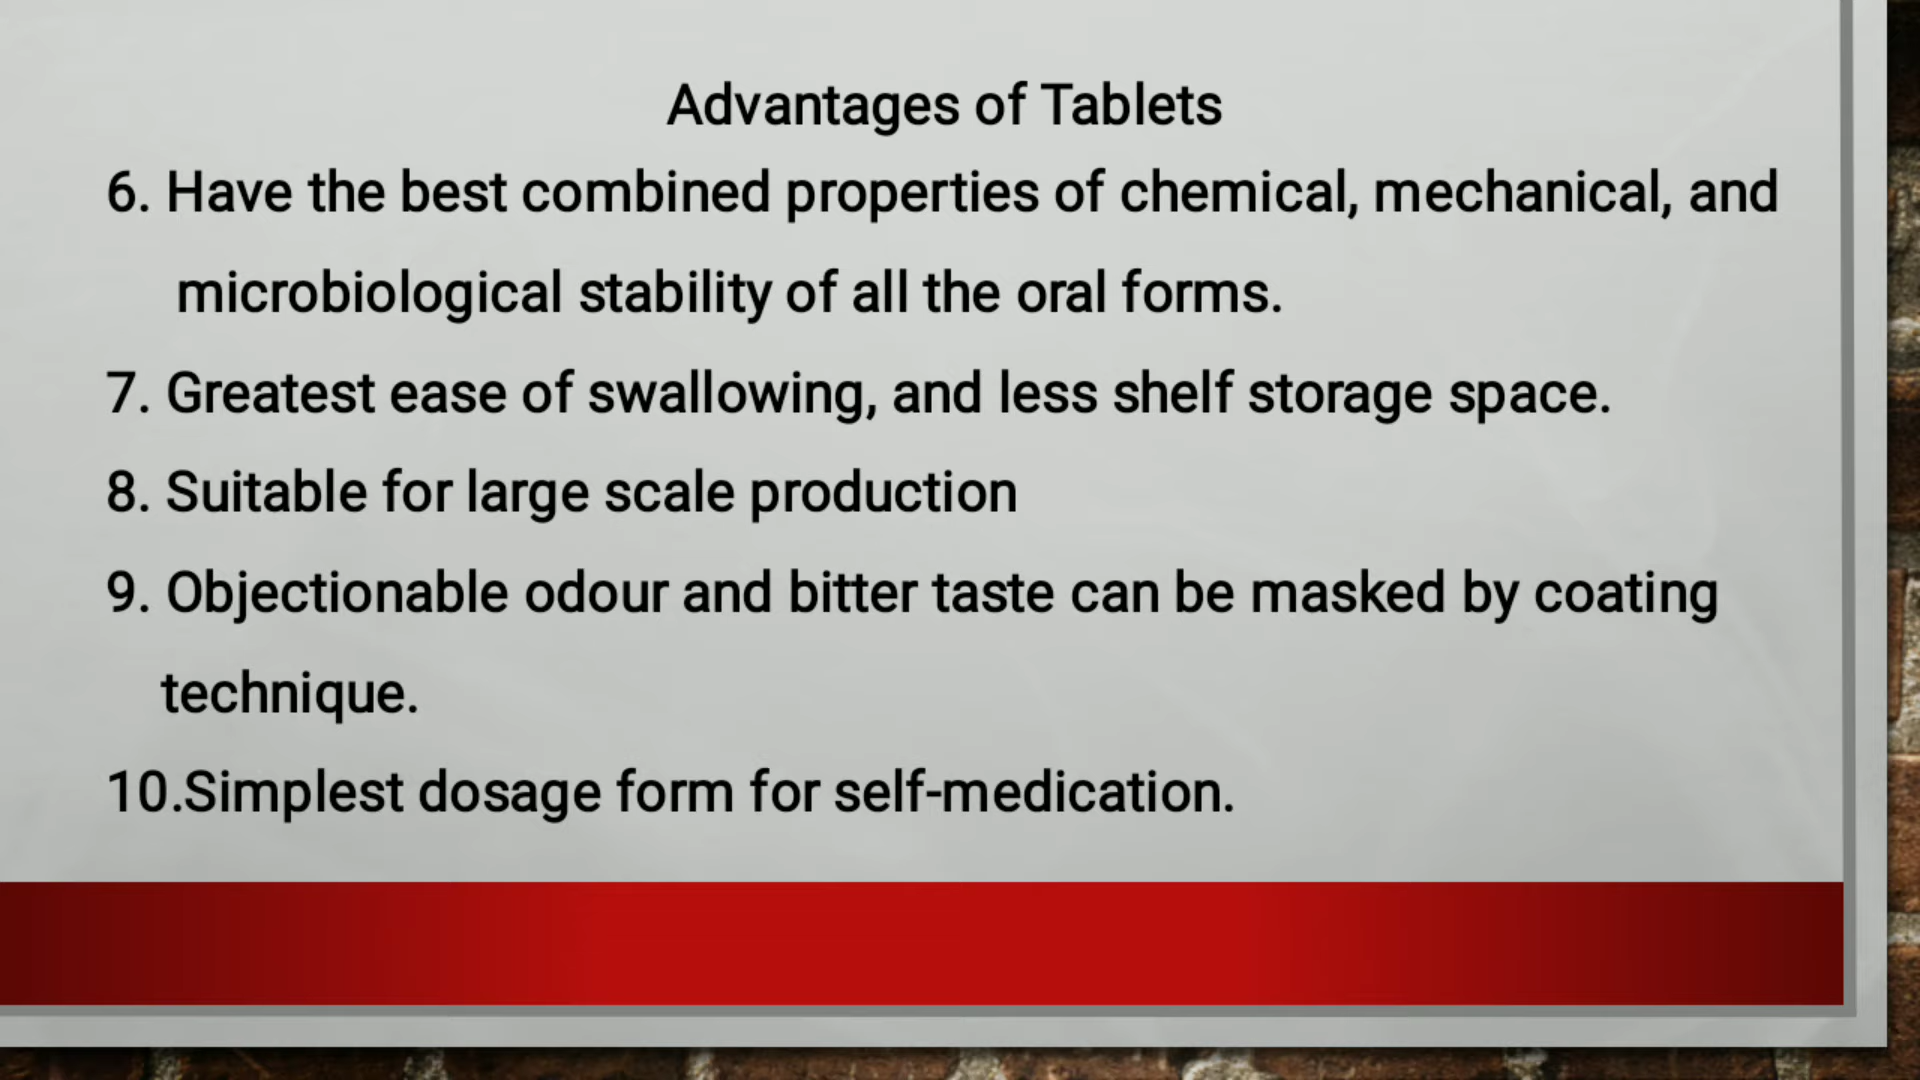 Advantages of Tablets
6. Have the best combined properties of chemical, mechanical, and
microbiological stability of all the oral forms.
7. Greatest ease of swallowing, and less shelf storage space.
8. Suitable for large scale production
9. Objectionable odour and bitter taste can be masked by coating
technique.
10.Simplest dosage form for self-medication.